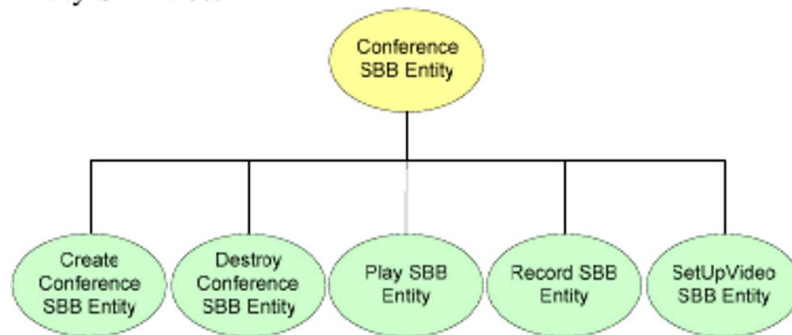 Conference
SBB Entity
Create
Conference
SBB Entity
Destroy
Conference
SBB Entity
Play SBB
Entity
Record SBB
Entity
SetUpVideo
SBB Entity